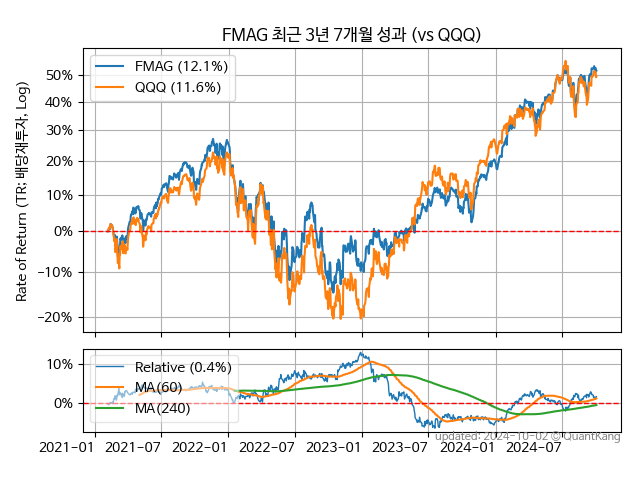 FMAG 최근 3년 7개월 성과 (vs QQQ)
Rate of Return (TR: 배당재투자, Log)
FMAG (12.1%)
QQQ (11.6%)
50%
40%
30%
20%
10%
0%
−10%
−20%
Relative (0.4%)
MA(60)
MA(240)
10%
0%
2021−01
2021−07
2022−01
2022−07
2023−01
2023−07
2024−01
2024−07
updated: 2024-10-02 © QuantKang